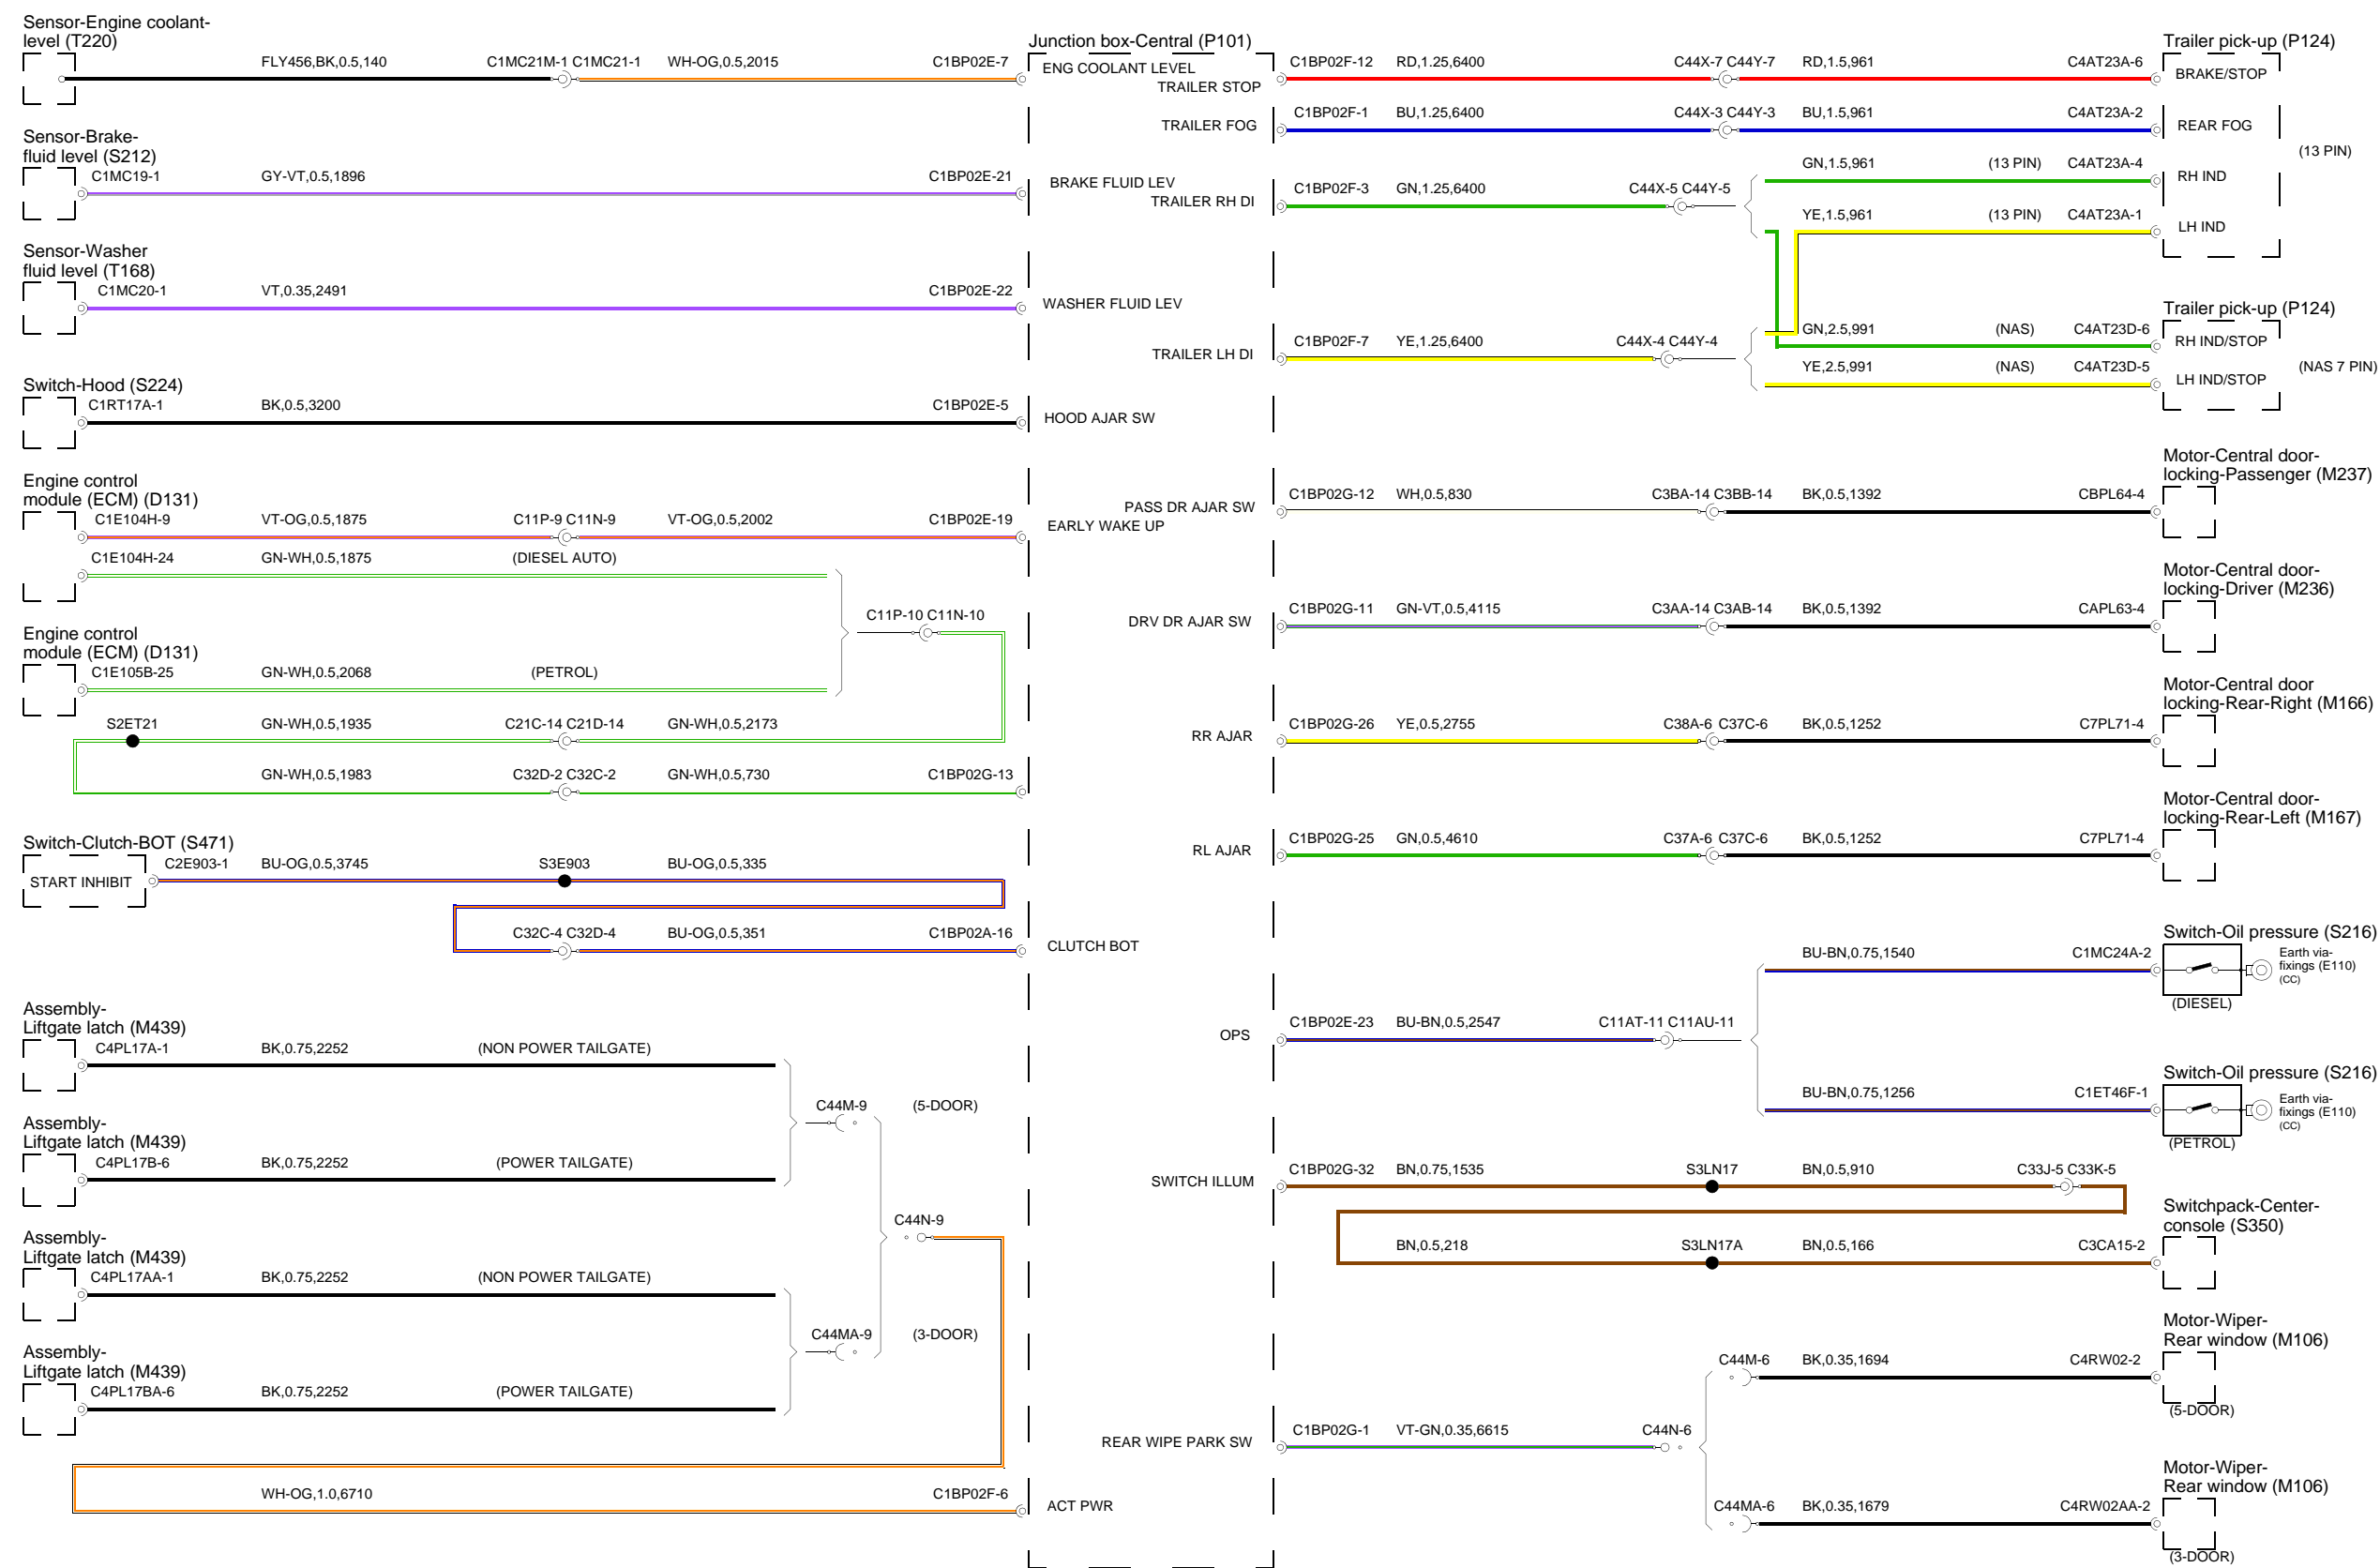 Sensor-Engine coolant-
level (T220)
FLY456,BK,0.5,140
C1MC21M-1 C1MC21-1
WH-OG,0.5,2015
C1BP02E-7
Sensor-Brake-
fluid level (S212)
C1MC19-1
GY-VT,0.5,1896
C1BP02E-21
Sensor-Washer
fluid level (T168)
C1MC20-1
VT,0.35,2491
C1BP02E-22
Switch-Hood (S224)
C1RT17A-1
BK,0.5,3200
C1BP02E-5
Engine control
module (ECM) (D131)
C1E104H-9
VT-OG,0.5,1875
C11P-9 C11N-9
VT-OG,0.5,2002
C1BP02E-19
C1E104H-24
GN-WH,0.5,1875
(DIESEL AUTO)
C11P-10 C11N-10
Engine control
module (ECM) (D131)
C1E105B-25
GN-WH,0.5,2068
(PETROL)
S2ET21
GN-WH,0.5,1935
C21C-14 C21D-14
GN-WH,0.5,2173
GN-WH,0.5,1983
C32D-2 C32C-2
GN-WH,0.5,730
C1BP02G-13
Switch-Clutch-BOT (S471)
START INHIBIT
C2E903-1
BU-OG,0.5,3745
S3E903
BU-OG,0.5,335
C32C-4 C32D-4
BU-OG,0.5,351
C1BP02A-16
Assembly-
Liftgate latch (M439)
C4PL17A-1
BK,0.75,2252
(NON POWER TAILGATE)
C44M-9
(5-DOOR)
Assembly-
Liftgate latch (M439)
C4PL17B-6
BK,0.75,2252
(POWER TAILGATE)
C44N-9
Assembly-
Liftgate latch (M439)
C4PL17AA-1
BK,0.75,2252
(NON POWER TAILGATE)
C44MA-9
(3-DOOR)
Assembly-
Liftgate latch (M439)
C4PL17BA-6
BK,0.75,2252
(POWER TAILGATE)
WH-OG,1.0,6710
C1BP02F-6
Junction box-Central (P101)
ENG COOLANT LEVEL
TRAILER STOP
TRAILER FOG
BRAKE FLUID LEV
TRAILER RH DI
WASHER FLUID LEV
TRAILER LH DI
HOOD AJAR SW
PASS DR AJAR SW
EARLY WAKE UP
DRV DR AJAR SW
RR AJAR
RL AJAR
CLUTCH BOT
OPS
SWITCH ILLUM
REAR WIPE PARK SW
ACT PWR
C1BP02F-12
RD,1.25,6400
C44X-7 C44Y-7
RD,1.5,961
C4AT23A-6
Trailer pick-up (P124)
BRAKE/STOP
C1BP02F-1
BU,1.25,6400
C44X-3 C44Y-3
BU,1.5,961
C4AT23A-2
REAR FOG
(13 PIN)
C1BP02F-3
GN,1.25,6400
C44X-5 C44Y-5
GN,1.5,961
(13 PIN)
C4AT23A-4
RH IND
YE,1.5,961
(13 PIN)
C4AT23A-1
LH IND
Trailer pick-up (P124)
C1BP02F-7
YE,1.25,6400
C44X-4 C44Y-4
GN,2.5,991
(NAS)
C4AT23D-6
RH IND/STOP
YE,2.5,991
(NAS)
C4AT23D-5
LH IND/STOP
(NAS 7 PIN)
Motor-Central door-
locking-Passenger (M237)
C1BP02G-12
WH,0.5,830
C3BA-14 C3BB-14
BK,0.5,1392
CBPL64-4
Motor-Central door-
locking-Driver (M236)
C1BP02G-11
GN-VT,0.5,4115
C3AA-14 C3AB-14
BK,0.5,1392
CAPL63-4
Motor-Central door
locking-Rear-Right (M166)
C1BP02G-26
YE,0.5,2755
C38A-6 C37C-6
BK,0.5,1252
C7PL71-4
Motor-Central door-
locking-Rear-Left (M167)
C1BP02G-25
GN,0.5,4610
C37A-6 C37C-6
BK,0.5,1252
C7PL71-4
Switch-Oil pressure (S216)
BU-BN,0.75,1540
C1MC24A-2
Earth via-
fixings (E110)
(CC)
(DIESEL)
C1BP02E-23
BU-BN,0.5,2547
C11AT-11 C11AU-11
Switch-Oil pressure (S216)
BU-BN,0.75,1256
C1ET46F-1
Earth via-
fixings (E110)
(CC)
(PETROL)
C1BP02G-32
BN,0.75,1535
S3LN17
BN,0.5,910
C33J-5 C33K-5
Switchpack-Center-
console (S350)
BN,0.5,218
S3LN17A
BN,0.5,166
C3CA15-2
Motor-Wiper-
Rear window (M106)
C44M-6
BK,0.35,1694
C4RW02-2
(5-DOOR)
C1BP02G-1
VT-GN,0.35,6615
C44N-6
Motor-Wiper-
Rear window (M106)
C44MA-6
BK,0.35,1679
C4RW02AA-2
(3-DOOR)